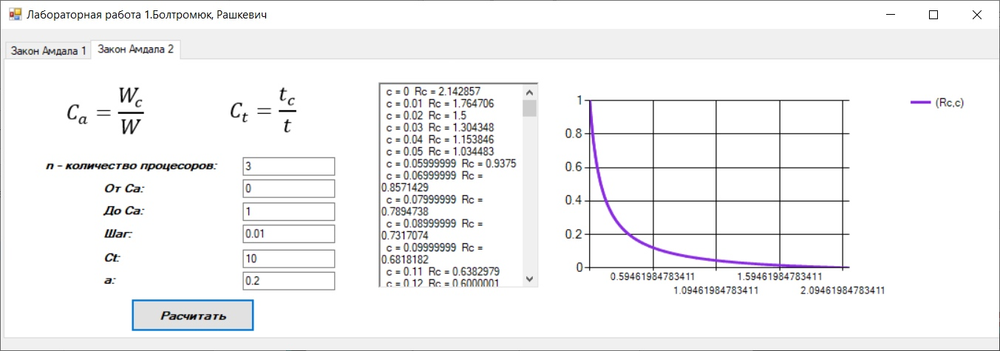 Лабораторная работа 1.Болтромюк, Рашкевич
Закон Амдала 1
Закон Амдала 2
C_a = W_c / W
C_t = t_c / t
n - количество процесоров:
3
От Ca:
0
До Ca:
1
Шаг:
0.01
Ct:
10
a:
0.2
Расчитать
c = 0 Rc = 2.142857
c = 0.01 Rc = 1.764706
c = 0.02 Rc = 1.5
c = 0.03 Rc = 1.304348
c = 0.04 Rc = 1.153846
c = 0.05 Rc = 1.034483
c = 0.05999999 Rc = 0.9375
c = 0.06999999 Rc =
0.8571429
c = 0.07999999 Rc =
0.7894738
c = 0.08999999 Rc =
0.7317074
c = 0.09999999 Rc =
0.6818182
c = 0.11 Rc = 0.6382979
c = 0.12 Rc = 0.6000001
1
0.8
0.6
0.4
0.2
0
0.59461984783411
1.09461984783411
1.59461984783411
2.09461984783411
(Rc,c)